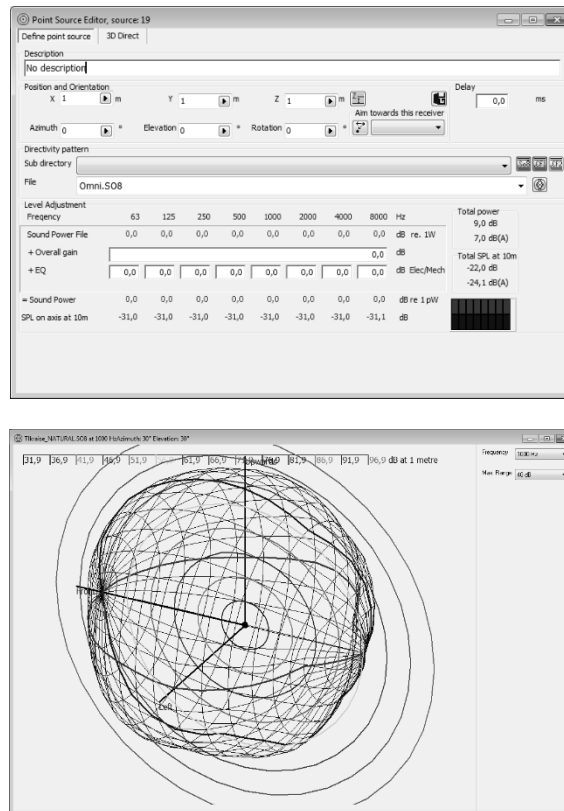 Point Source Editor, source: 19
Define point source 3D Direct
Description
No description
Position and Orientation Delay
X 1 m Y 1 m Z 1 m 0,0 ms
Aim towards this receiver
Azimuth 0 ° Elevation 0 ° Rotation 0 °
Directivity pattern
Sub directory
File Omni.SO8
Level Adjustment
Freqency 63 125 250 500 1000 2000 4000 8000 Hz Total power
9,0 dB
Sound Power File 0,0 0,0 0,0 0,0 0,0 0,0 0,0 0,0 dB re. 1W 7,0 dB(A)
+ Overall gain 0,0 dB Total SPL at 10m
+ EQ 0,0 0,0 0,0 0,0 0,0 0,0 0,0 0,0 dB Elec/Mech -22,0 dB
-24,1 dB(A)
= Sound Power 0,0 0,0 0,0 0,0 0,0 0,0 0,0 0,0 dB re 1 pW
SPL on axis at 10m -31,0 -31,0 -31,0 -31,0 -31,0 -31,0 -31,0 -31,1 dB
at 1000 Hz Azimuth: 30° Elevation: 30°
31,9 36,9 41,9 46,9 51,9 61,9 66,9 81,9 86,9 91,9 96,9 dB at 1 metre
Upwards
Frequency 1000 Hz
Max Range 40 dB
Front
Left